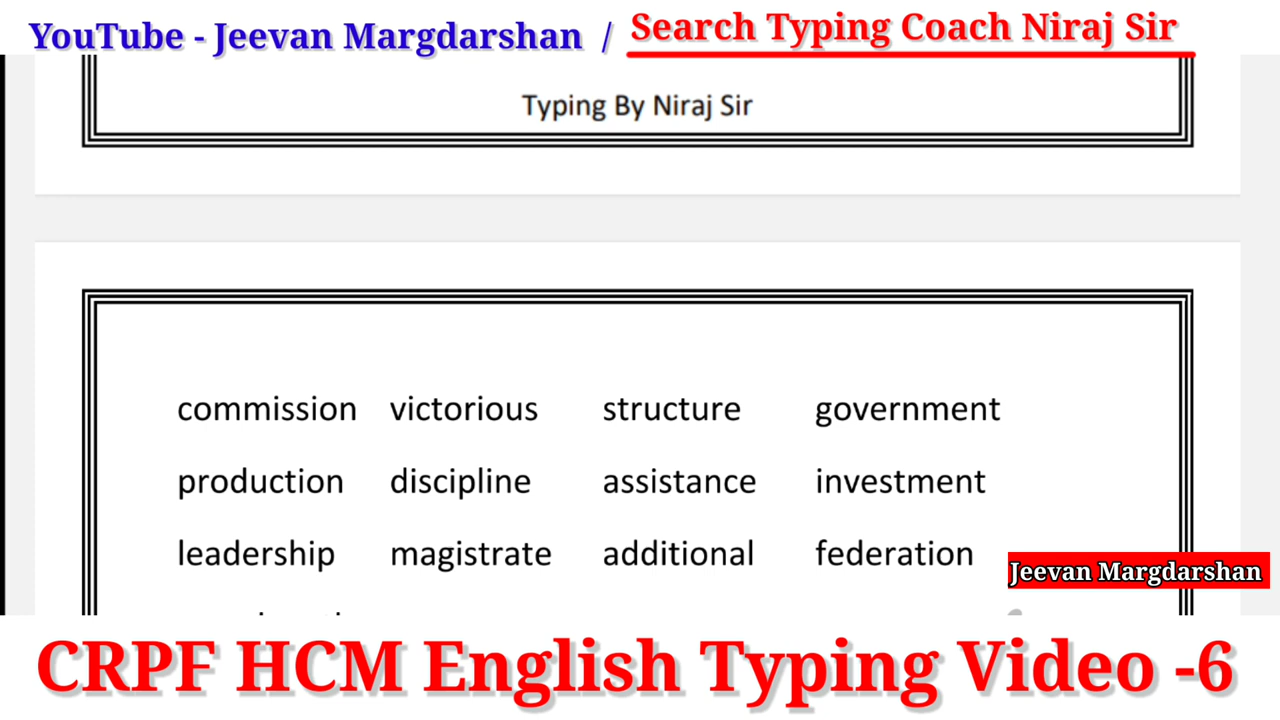 YouTube - Jeevan Margdarshan / Search Typing Coach Niraj Sir
Typing By Niraj Sir
commission victorious structure government
production discipline assistance investment
leadership magistrate additional federation
Jeevan Margdarshan
CRPF HCM English Typing Video -6